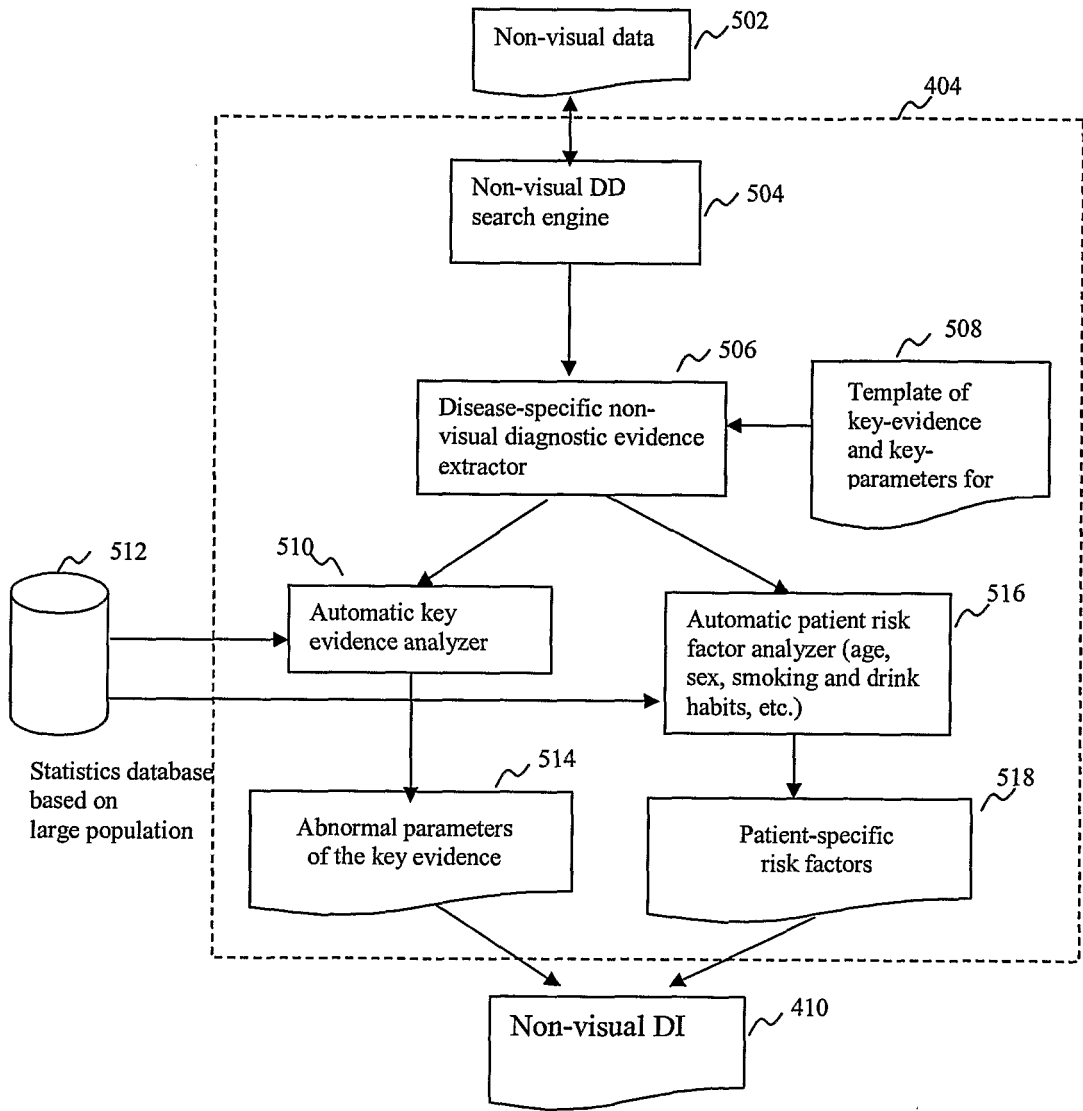 Non-visual data
502
404
Non-visual DD
search engine
504
506
508
Disease-specific non-
visual diagnostic evidence
extractor
Template of
key-evidence
and key-
parameters for
512
510
516
Automatic key
evidence analyzer
Automatic patient risk
factor analyzer (age,
sex, smoking and drink
habits, etc.)
Statistics database
based on
large population
514
518
Abnormal parameters
of the key evidence
Patient-specific
risk factors
Non-visual DI
410